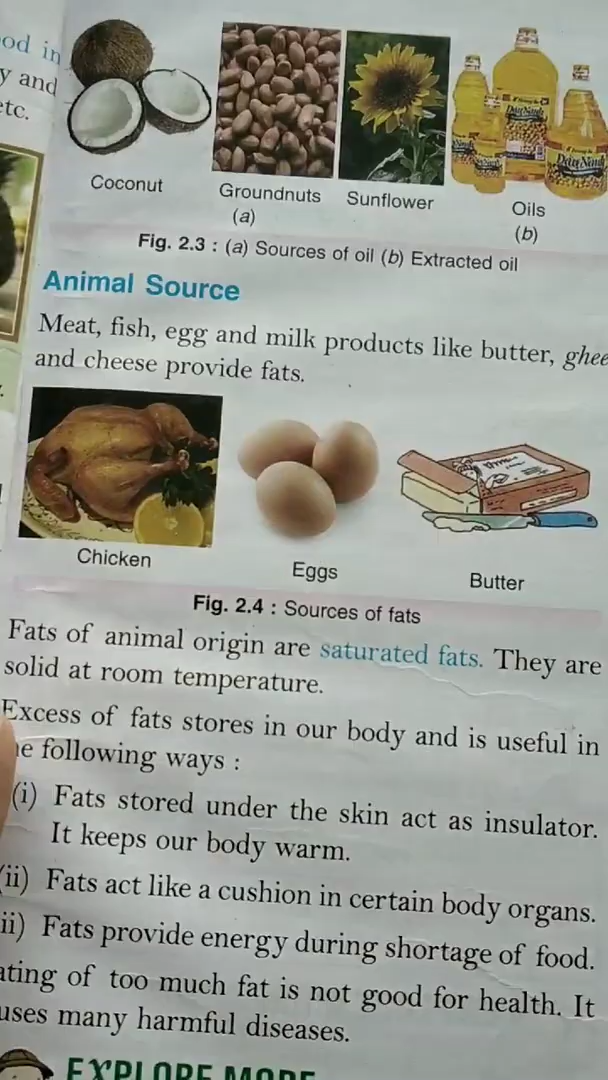 od in
y and
etc.
Coconut
Groundnuts
Sunflower
Oils
(a)
(b)
Fig. 2.3 : (a) Sources of oil (b) Extracted oil
Animal Source
Meat, fish, egg and milk products like butter, ghee
and cheese provide fats.
Chicken
Eggs
Butter
Fig. 2.4 : Sources of fats
Fats of animal origin are saturated fats. They are
solid at room temperature.
Excess of fats stores in our body and is useful in
he following ways :
(i) Fats stored under the skin act as insulator.
It keeps our body warm.
ii) Fats act like a cushion in certain body organs.
ii) Fats provide energy during shortage of food.
ating of too much fat is not good for health. It
uses many harmful diseases.
EXPLORE MORE